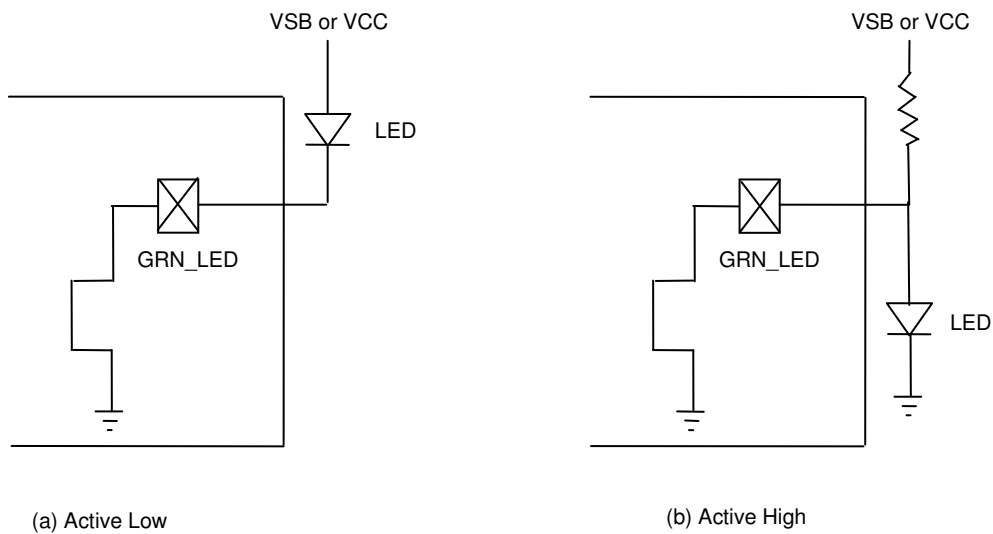 VSB or VCC
LED
GRN_LED
(a) Active Low
VSB or VCC
GRN_LED
LED
(b) Active High